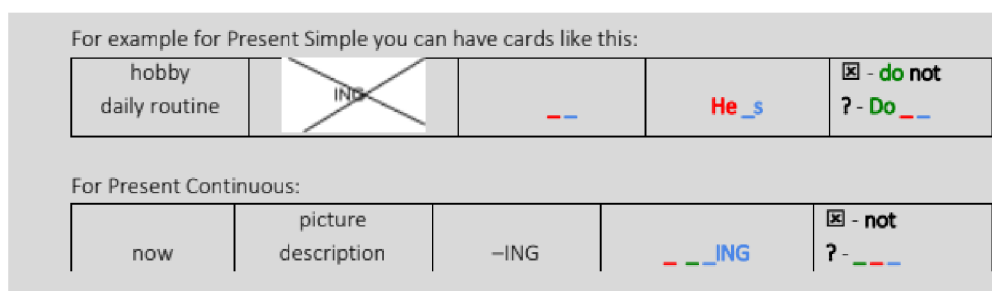 For example for Present Simple you can have cards like this:
hobby
daily routine
ING
_ _
He _s
☒ - do not
? - Do _ _
For Present Continuous:
now
picture
description
–ING
_ _ _ING
☒ - not
? - _ _ _